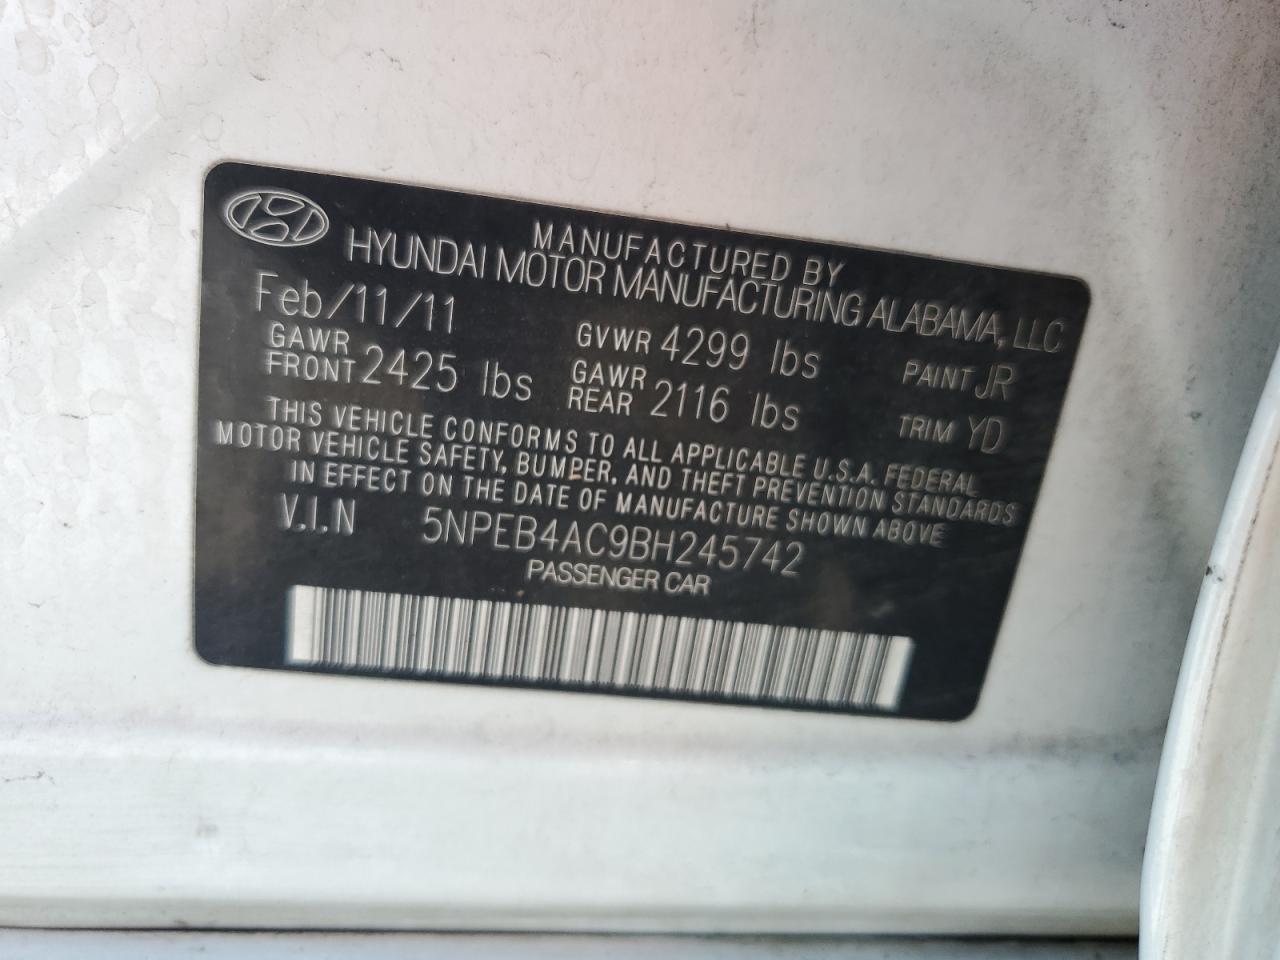 MANUFACTURED BY
HYUNDAI MOTOR MANUFACTURING ALABAMA, LLC
Feb/11/11 GVWR 4299 lbs PAINT JR
GAWR FRONT 2425 lbs GAWR REAR 2116 lbs TRIM YD
THIS VEHICLE CONFORMS TO ALL APPLICABLE U.S.A. FEDERAL
MOTOR VEHICLE SAFETY, BUMPER, AND THEFT PREVENTION STANDARDS
IN EFFECT ON THE DATE OF MANUFACTURE SHOWN ABOVE
V.I.N 5NPEB4AC9BH245742
PASSENGER CAR